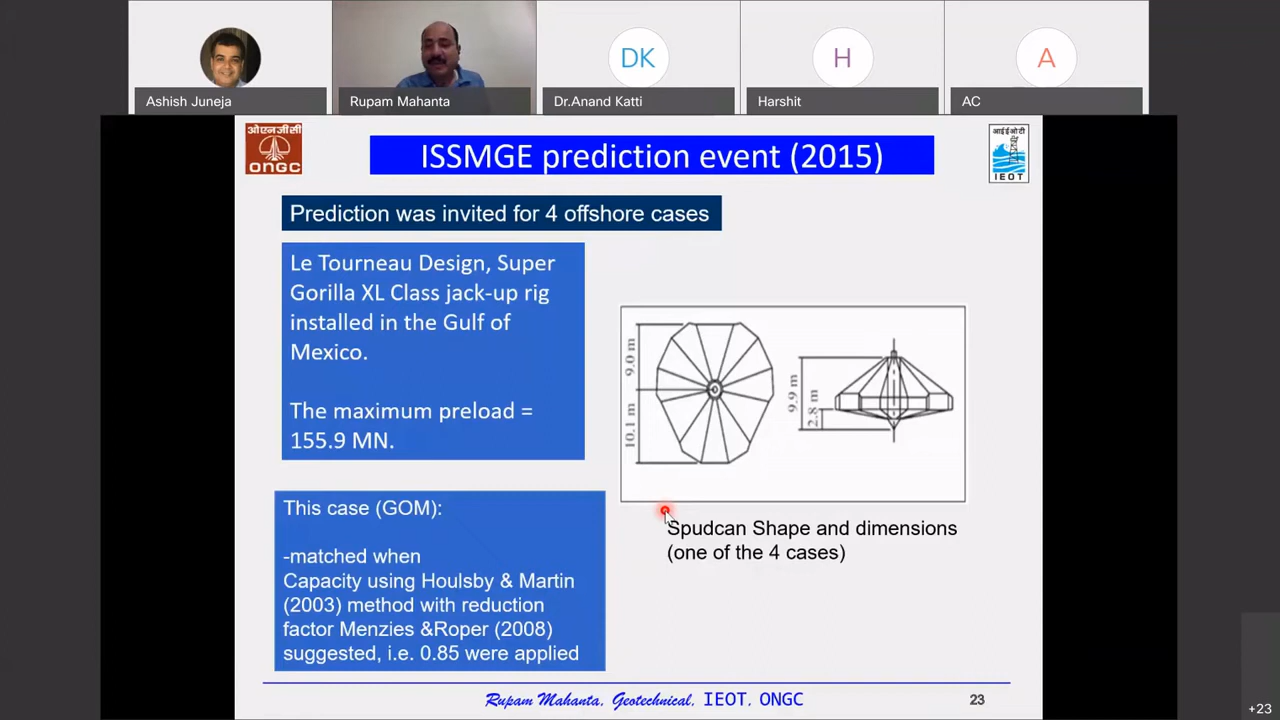 DK
H
A
Ashish Juneja
Rupam Mahanta
Dr.Anand Katti
Harshit
AC
ओएनजीसी
ONGC
ISSMGE prediction event (2015)
आईईओटी
IEOT
Prediction was invited for 4 offshore cases
Le Tourneau Design, Super
Gorilla XL Class jack-up rig
installed in the Gulf of
Mexico.
The maximum preload =
155.9 MN.
9.0 m
10.1 m
9.9 m
2.8 m
This case (GOM):
-matched when
Capacity using Houlsby & Martin
(2003) method with reduction
factor Menzies &Roper (2008)
suggested, i.e. 0.85 were applied
Spudcan Shape and dimensions
(one of the 4 cases)
Rupam Mahanta, Geotechnical, IEOT, ONGC
23
+23